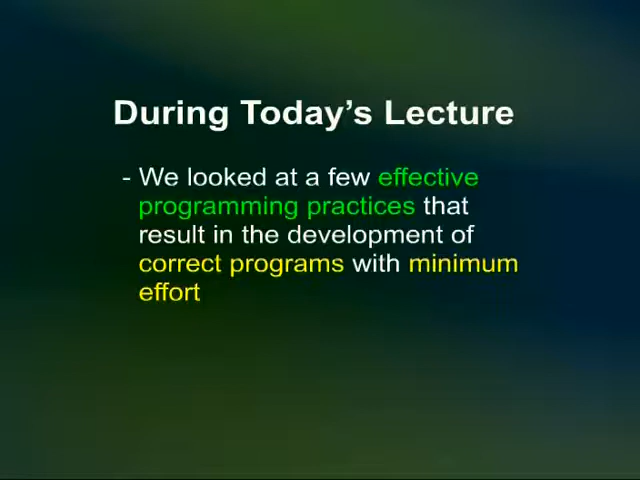 During Today’s Lecture
- We looked at a few effective
programming practices that
result in the development of
correct programs with minimum
effort